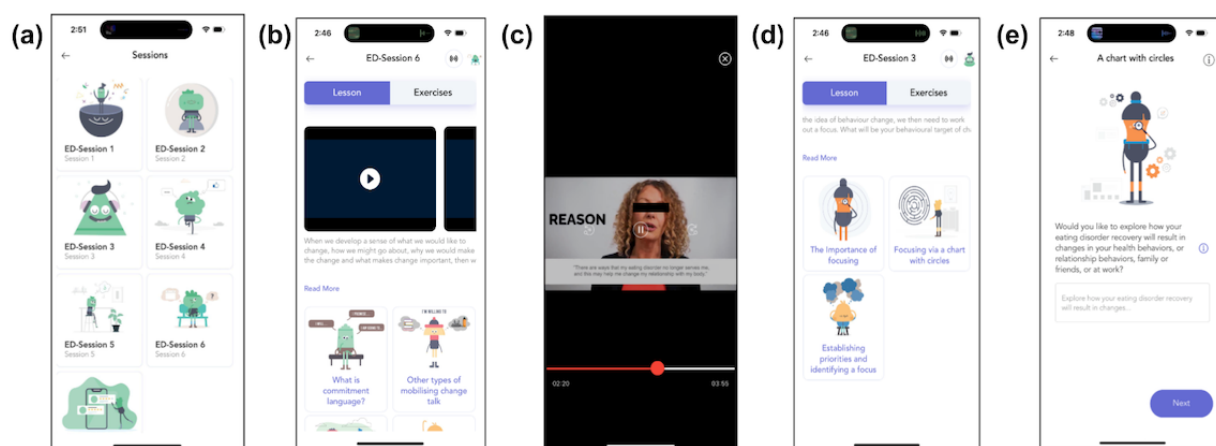 (a)
2:51
Sessions
ED-Session 1
Session 1
ED-Session 2
Session 2
ED-Session 3
Session 3
ED-Session 4
Session 4
ED-Session 5
Session 5
ED-Session 6
Session 6
(b)
2:46
ED-Session 6
Lesson
Exercises
When we develop a sense of what we would like to
change, how we might go about, why we would make
the change and what makes change important, then w
Read More
What is
commitment
language?
Other types of
mobilising change
talk
(c)
REASON
"There are ways that my eating disorder no longer serves me,
and this may help me change my relationship with my body."
02:20
03:55
(d)
2:46
ED-Session 3
Lesson
Exercises
the idea of behaviour change, we then need to work
out a focus. What will be your behavioural target of ch
Read More
The Importance of
focusing
Focusing via a chart
with circles
Establishing
priorities and
identifying a focus
(e)
2:48
A chart with circles
Would you like to explore how your
eating disorder recovery will result in
changes in your health behaviors, or
relationship behaviors, family or
friends, or at work?
Explore how your eating disorder recovery
will result in changes...
Next